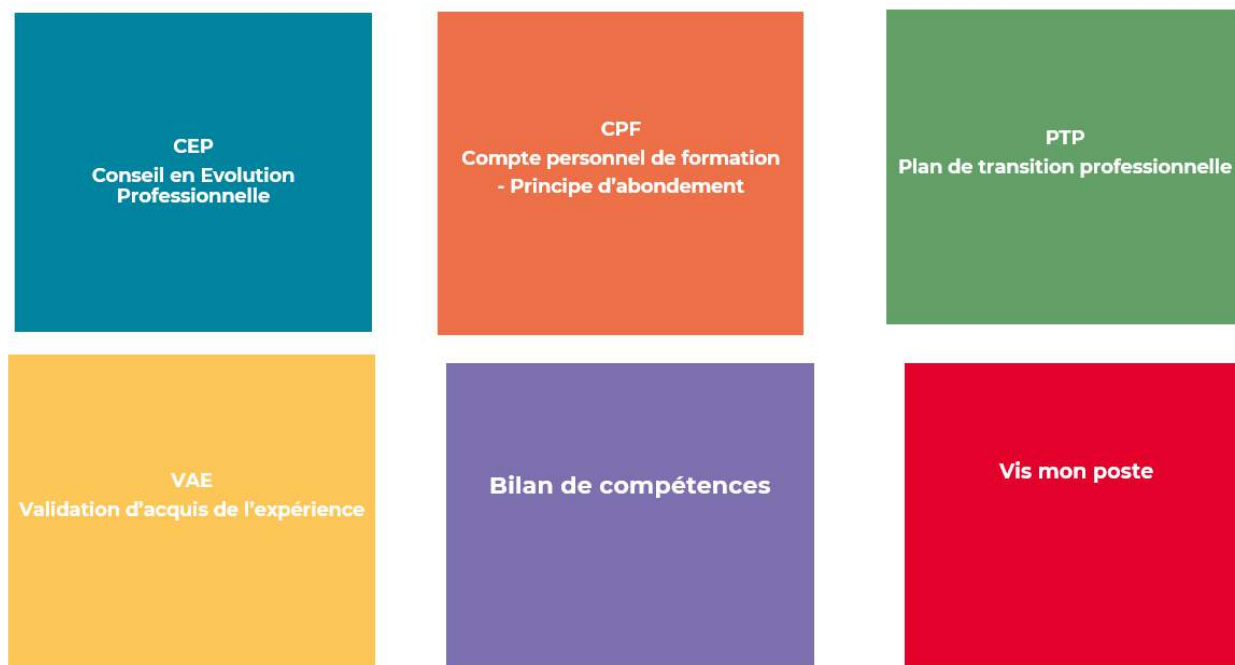 CEP
Conseil en Evolution
Professionnelle
CPF
Compte personnel de formation
- Principe d'abondement
PTP
Plan de transition professionnelle
VAE
Validation d'acquis de l'expérience
Bilan de compétences
Vis mon poste